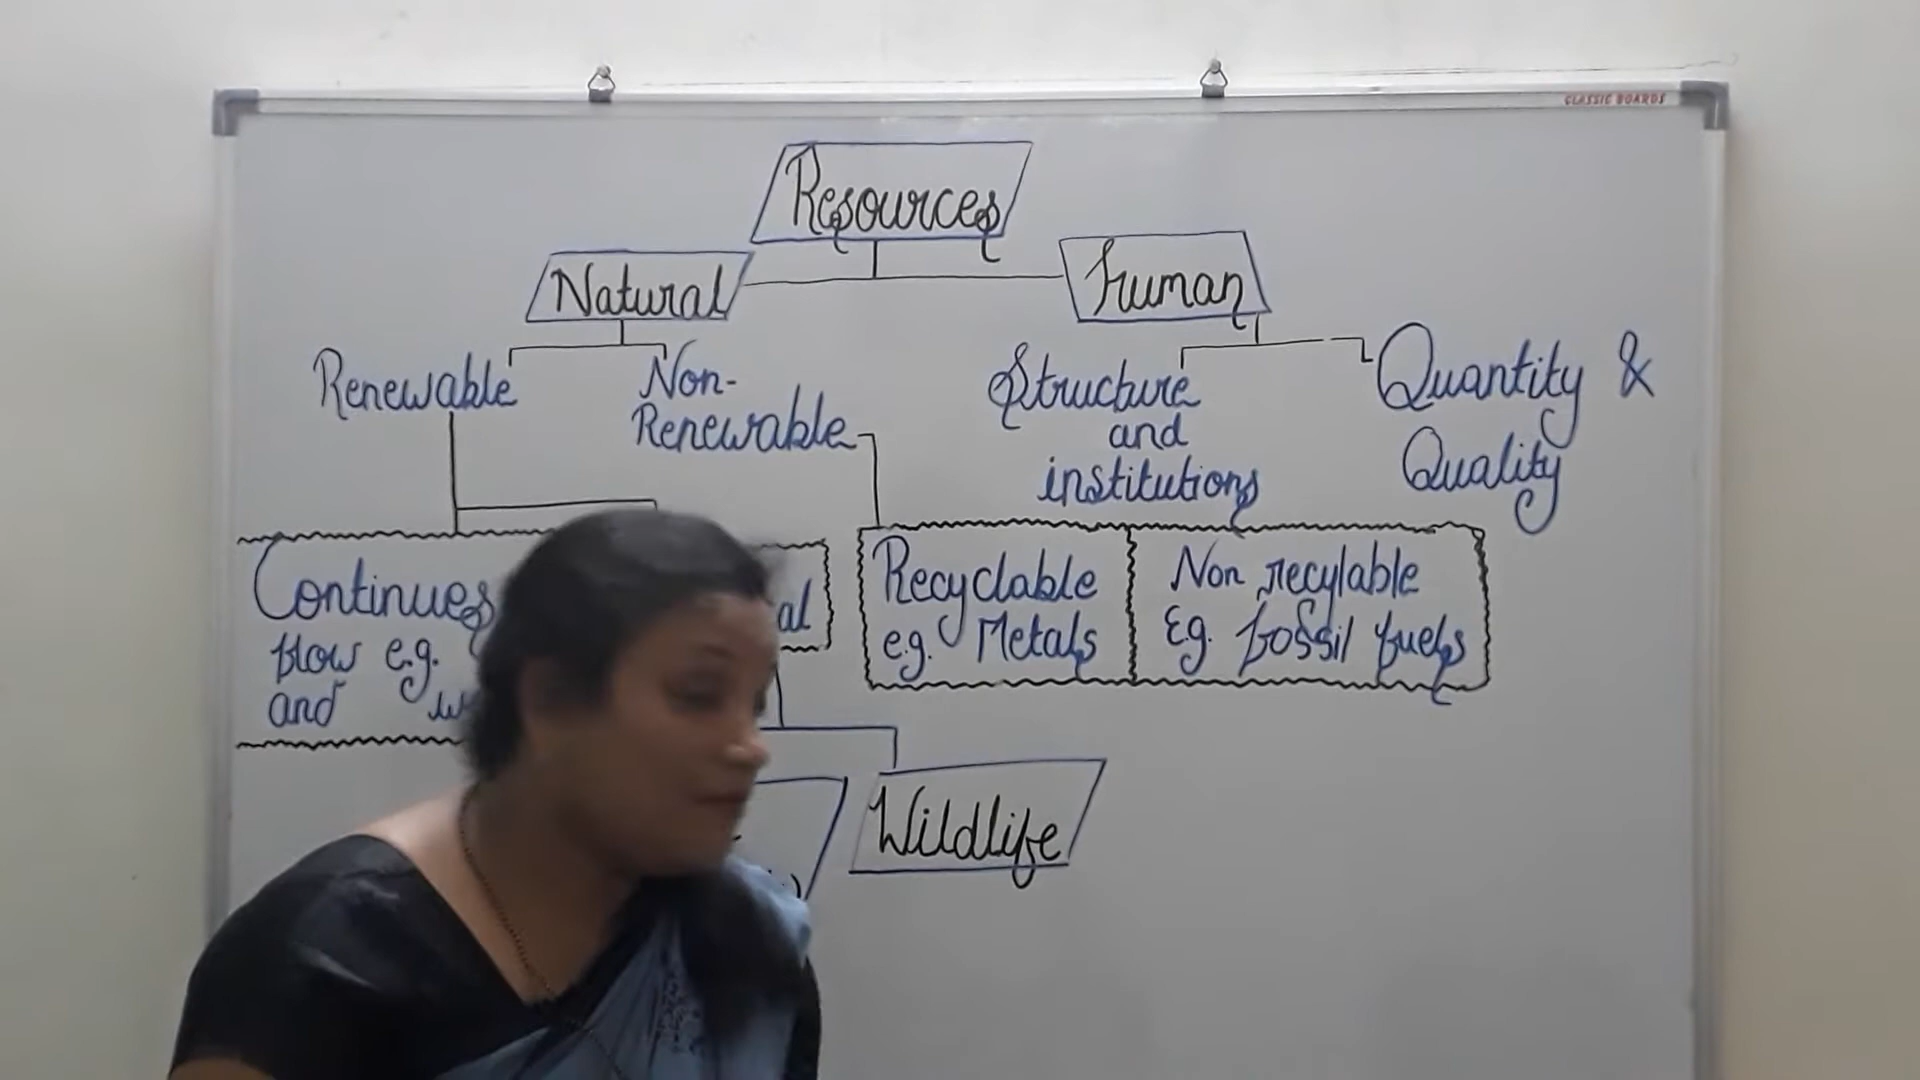 CLASSIC BOARDS
Resources
Natural
Human
Renewable
Non-
Renewable
Structure
and
institutions
Quantity &
Quality
Continues
flow e.g.
and
Recyclable
e.g. Metals
Non recylable
Eg. fossil fuels
Wildlife